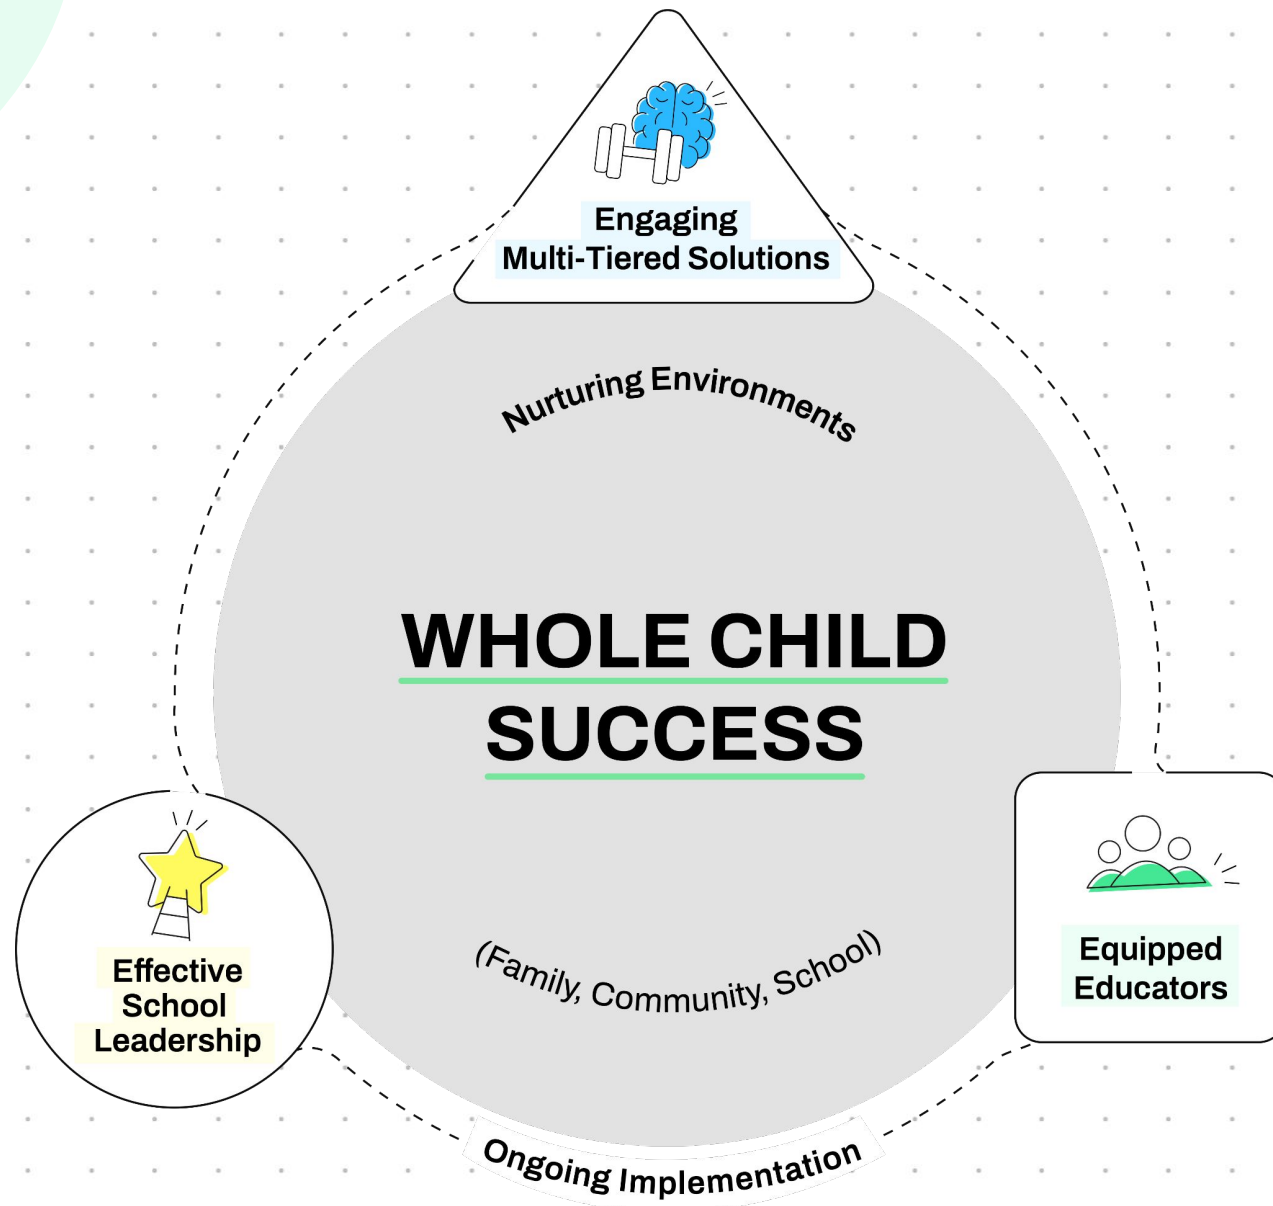 Engaging
Multi-Tiered Solutions
Nurturing Environments
WHOLE CHILD
SUCCESS
Effective
School
Leadership
Equipped
Educators
(Family, Community, School)
Ongoing Implementation